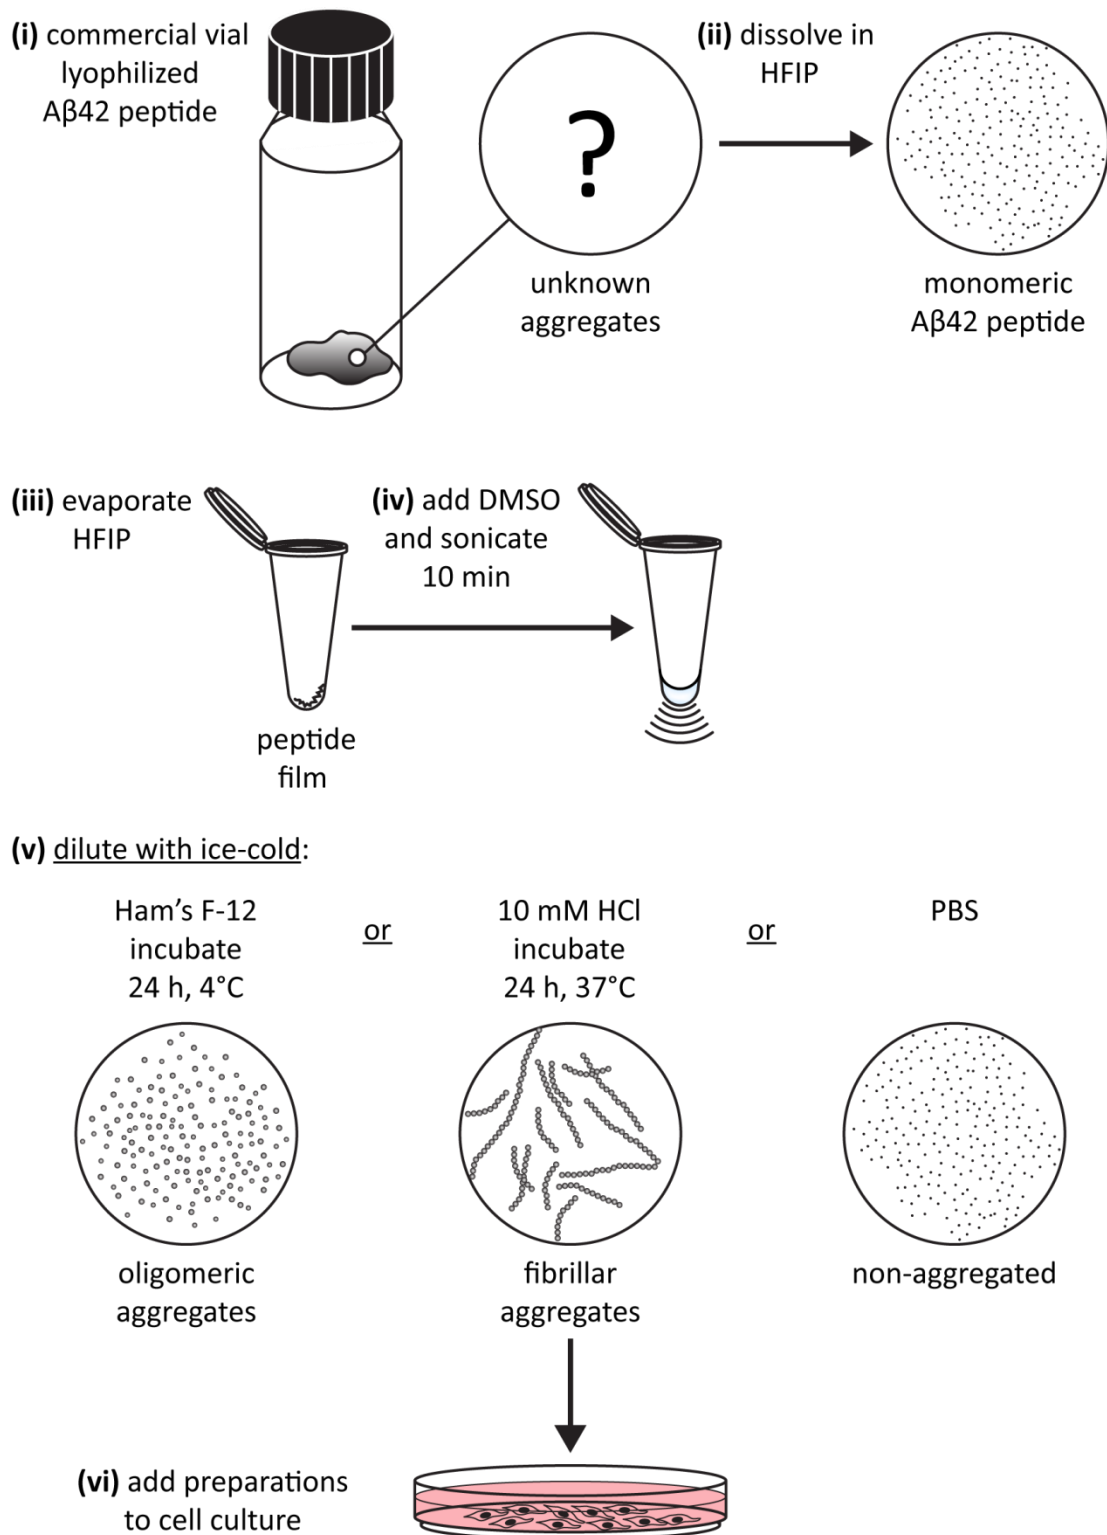 (i) commercial vial
lyophilized
Aβ42 peptide
?
unknown
aggregates
(ii) dissolve in
HFIP
monomeric
Aβ42 peptide
(iii) evaporate
HFIP
peptide
film
(iv) add DMSO
and sonicate
10 min
(v) dilute with ice-cold:
Ham's F-12
incubate
24 h, 4°C
oligomeric
aggregates
or
10 mM HCl
incubate
24 h, 37°C
fibrillar
aggregates
or
PBS
non-aggregated
(vi) add preparations
to cell culture